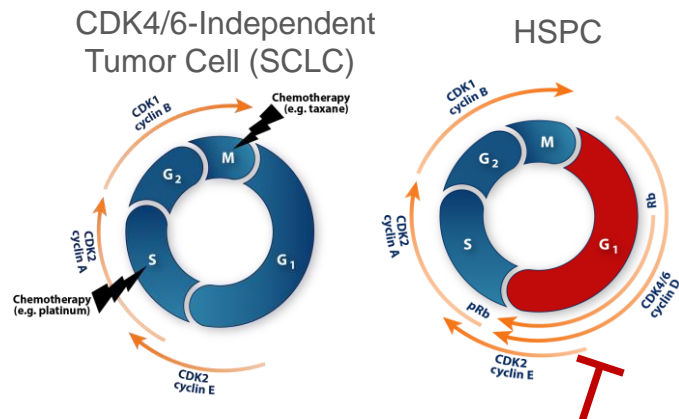 CDK4/6-Independent
Tumor Cell (SCLC)
Chemotherapy
(e.g. taxane)
CDK1
cyclin B
M
G2
S
G1
CDK2
cyclin A
Chemotherapy
(e.g. platinum)
CDK2
cyclin E
HSPC
CDK1
cyclin B
M
G2
S
G1
Rb
CDK2
cyclin A
CDK4/6
cyclin D
pRb
CDK2
cyclin E